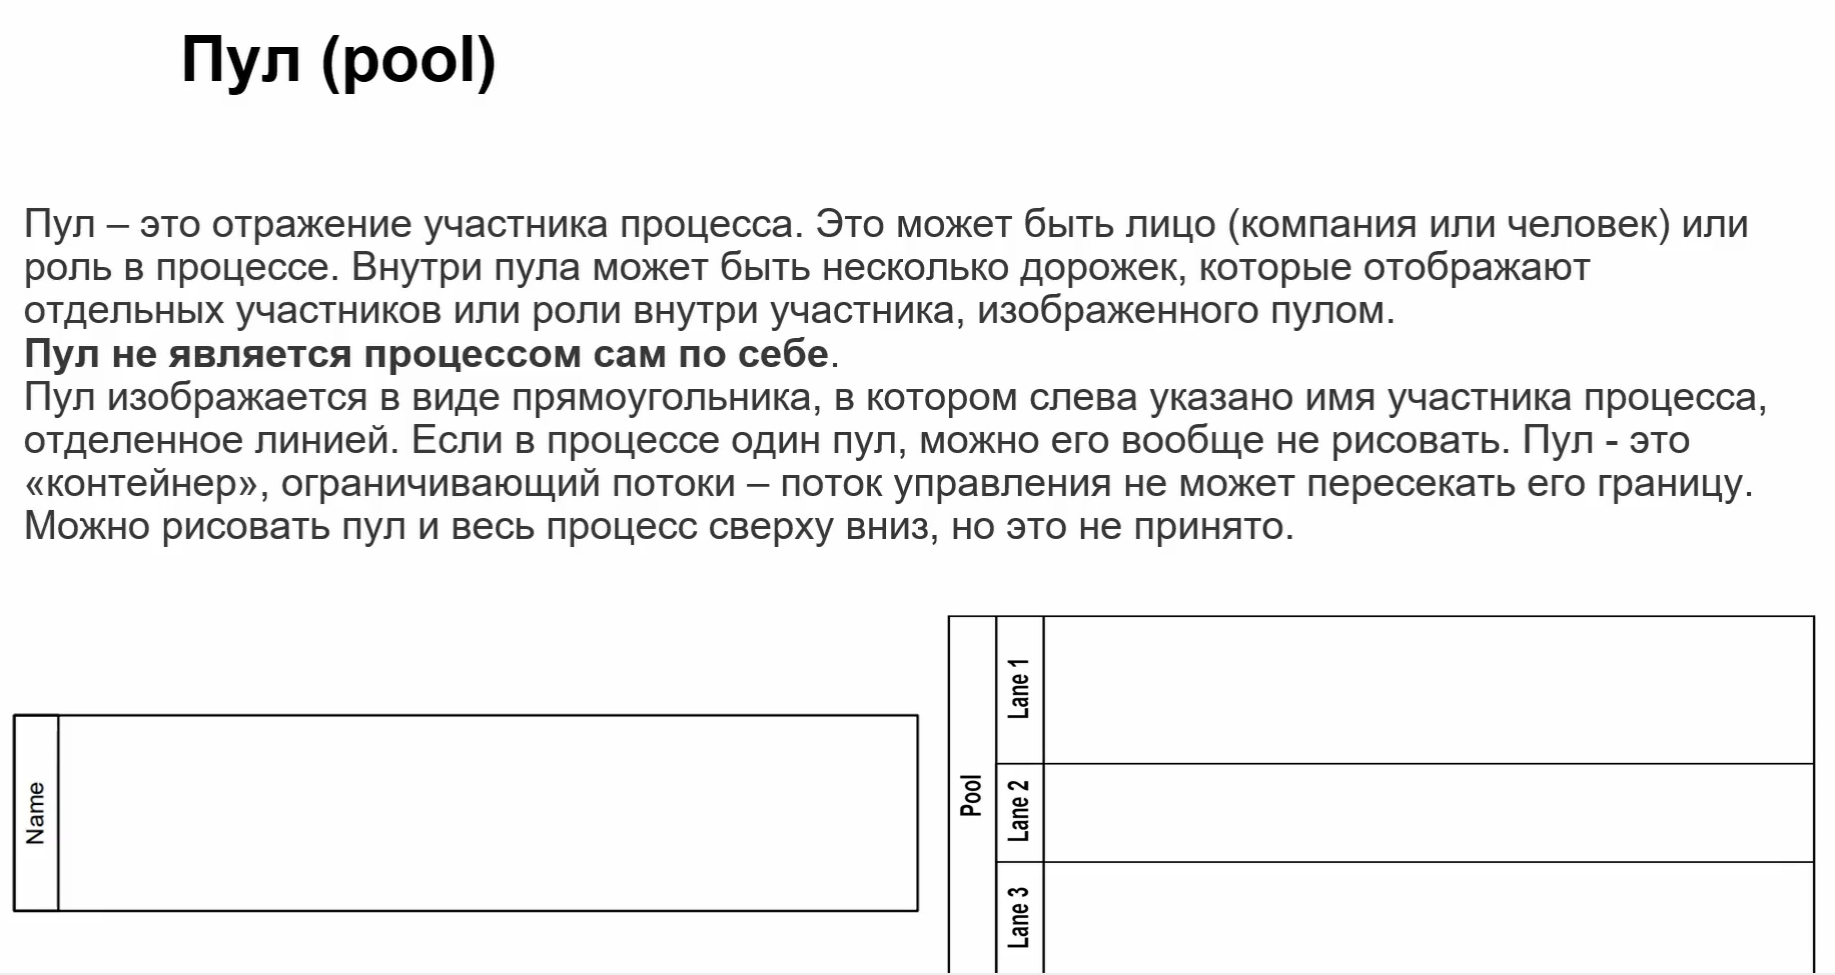 Пул (pool)
Пул – это отражение участника процесса. Это может быть лицо (компания или человек) или
роль в процессе. Внутри пула может быть несколько дорожек, которые отображают
отдельных участников или роли внутри участника, изображенного пулом.
Пул не является процессом сам по себе.
Пул изображается в виде прямоугольника, в котором слева указано имя участника процесса,
отделенное линией. Если в процессе один пул, можно его вообще не рисовать. Пул - это
«контейнер», ограничивающий потоки – поток управления не может пересекать его границу.
Можно рисовать пул и весь процесс сверху вниз, но это не принято.
Name
Pool
Lane 1
Lane 2
Lane 3